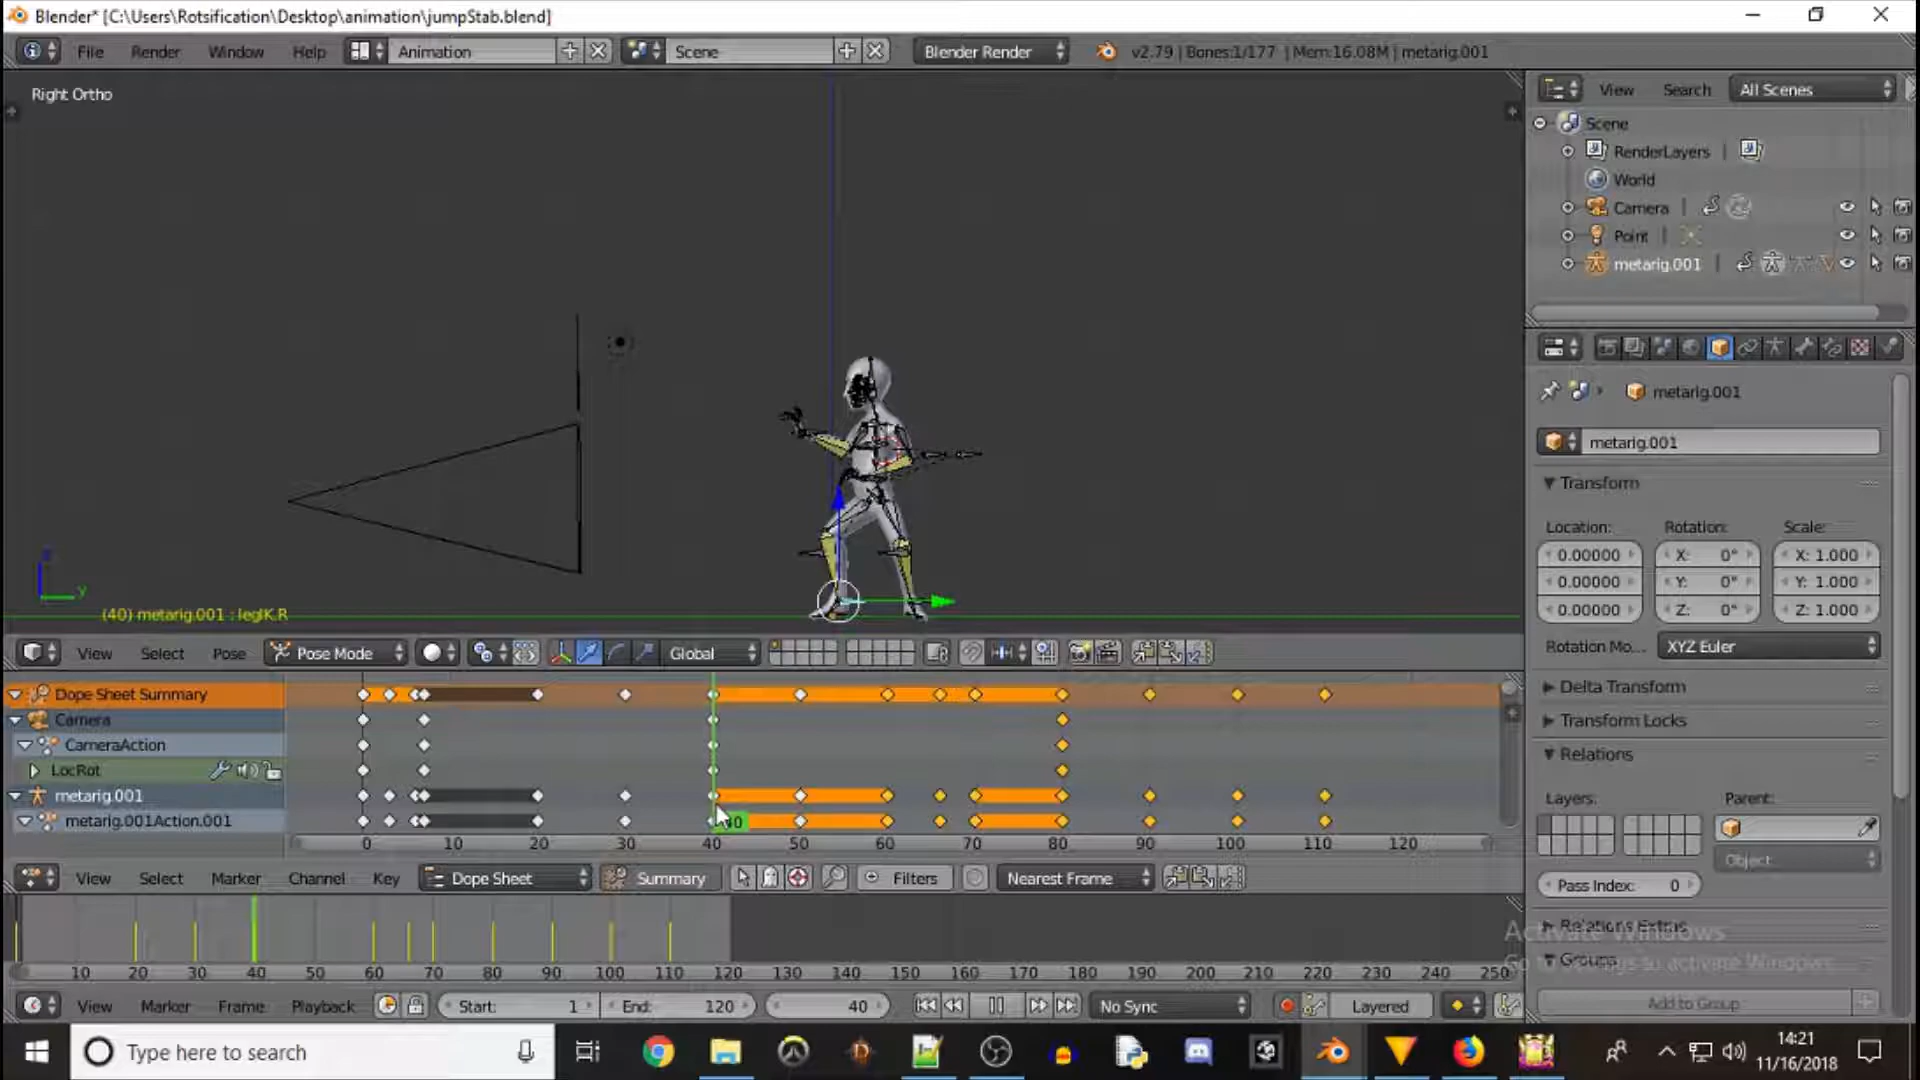 Blender* [C:\Users\Rotsification\Desktop\animation\jumpStab.blend]
File Render Window Help Animation Scene Blender Render v2.79 | Bones:1/177 | Mem:16.08M | metarig.001
Right Ortho
View Search All Scenes
Scene
RenderLayers
World
Camera
Point
metarig.001
metarig.001
metarig.001
Transform
Location: Rotation: Scale:
0.00000 X: 0° X: 1.000
0.00000 Y: 0° Y: 1.000
0.00000 Z: 0° Z: 1.000
Rotation Mo... XYZ Euler
Delta Transform
Transform Locks
Relations
Layers: Parent:
Object:
Pass Index: 0
Relations Extras
Groups
Add to Group
Activate Windows
Go to Settings to activate Windows.
y
(40) metarig.001 : legIK.R
View Select Pose Pose Mode Global
Dope Sheet Summary
Camera
CameraAction
LocRot
metarig.001
metarig.001Action.001
40
0 10 20 30 40 50 60 70 80 90 100 110 120
View Select Marker Channel Key Dope Sheet Summary Filters Nearest Frame
10 20 30 40 50 60 70 80 90 100 110 120 130 140 150 160 170 180 190 200 210 220 230 240 250
View Marker Frame Playback Start: 1 End: 120 40 No Sync Layered
Type here to search
14:21
11/16/2018